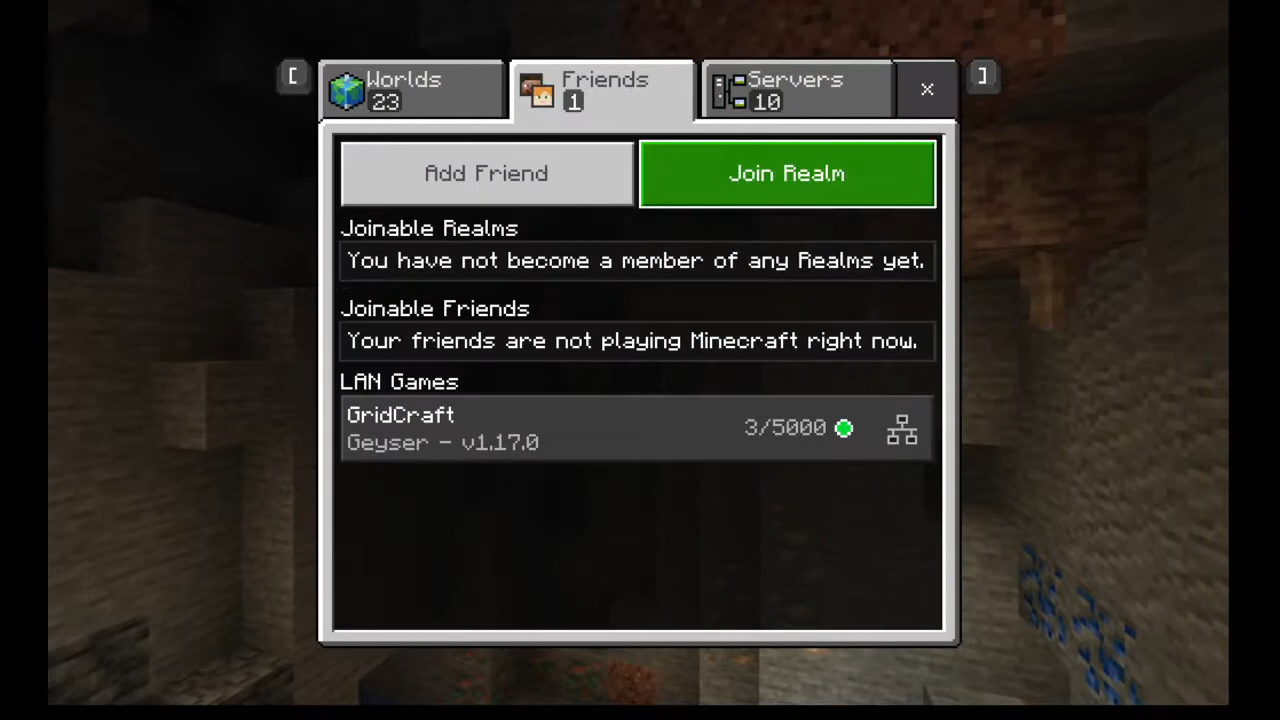 [
Worlds
23
Friends
1
Servers
10
×
]
Add Friend
Join Realm
Joinable Realms
You have not become a member of any Realms yet.
Joinable Friends
Your friends are not playing Minecraft right now.
LAN Games
GridCraft
3/5000
Geyser - v1.17.0